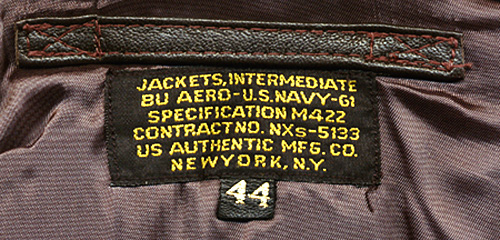 JACKETS, INTERMEDIATE
BU AERO-U.S.NAVY-G1
SPECIFICATION M422
CONTRACT NO. NXs-5133
US AUTHENTIC MFG. CO.
NEW YORK, N.Y.
44